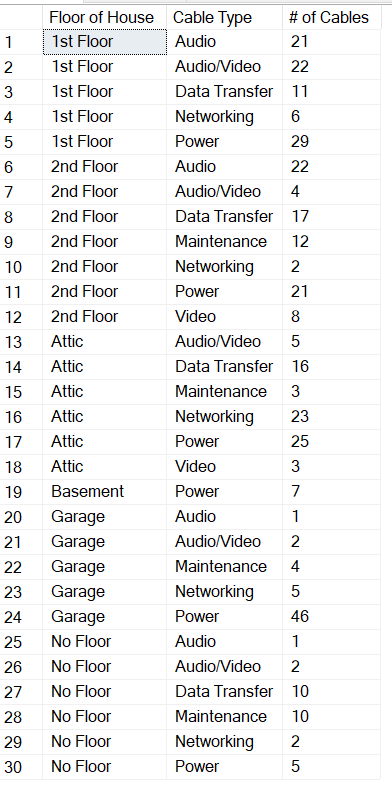 Floor of House Cable Type # of Cables
1 1st Floor Audio 21
2 1st Floor Audio/Video 22
3 1st Floor Data Transfer 11
4 1st Floor Networking 6
5 1st Floor Power 29
6 2nd Floor Audio 22
7 2nd Floor Audio/Video 4
8 2nd Floor Data Transfer 17
9 2nd Floor Maintenance 12
10 2nd Floor Networking 2
11 2nd Floor Power 21
12 2nd Floor Video 8
13 Attic Audio/Video 5
14 Attic Data Transfer 16
15 Attic Maintenance 3
16 Attic Networking 23
17 Attic Power 25
18 Attic Video 3
19 Basement Power 7
20 Garage Audio 1
21 Garage Audio/Video 2
22 Garage Maintenance 4
23 Garage Networking 5
24 Garage Power 46
25 No Floor Audio 1
26 No Floor Audio/Video 2
27 No Floor Data Transfer 10
28 No Floor Maintenance 10
29 No Floor Networking 2
30 No Floor Power 5